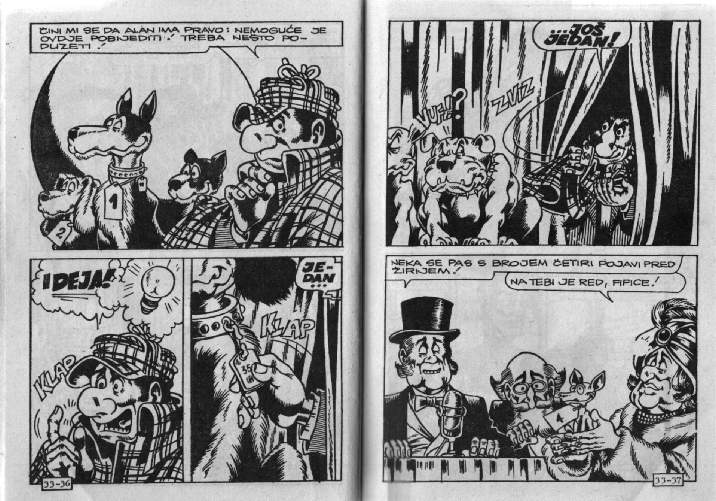 ČINI MI SE DA ALAN IMA PRAVO: NEMOGUĆE JE
OVDJE POBIJEDITI! TREBA NEŠTO PO-
DUZETI!
2
1
IDEJA!
KLAP
JE-
DAN...
KLAP
33-36
...JOŠ
JEDAN!
ZVIZ
NEKA SE PAS S BROJEM ČETIRI POJAVI PRED
ŽIRIJEM!
NA TEBI JE RED, FIFICE!
4
33-37